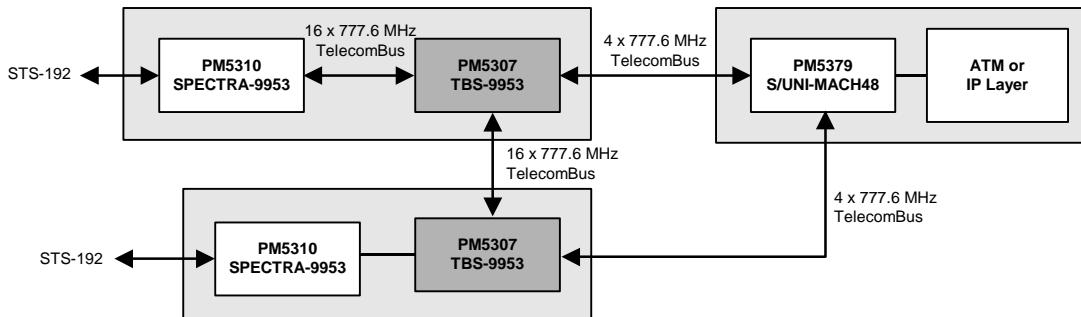 16 x 777.6 MHz
TelecomBus
4 x 777.6 MHz
TelecomBus
STS-192
PM5310
SPECTRA-9953
PM5307
TBS-9953
PM5379
S/UNI-MACH48
ATM or
IP Layer
16 x 777.6 MHz
TelecomBus
4 x 777.6 MHz
TelecomBus
STS-192
PM5310
SPECTRA-9953
PM5307
TBS-9953